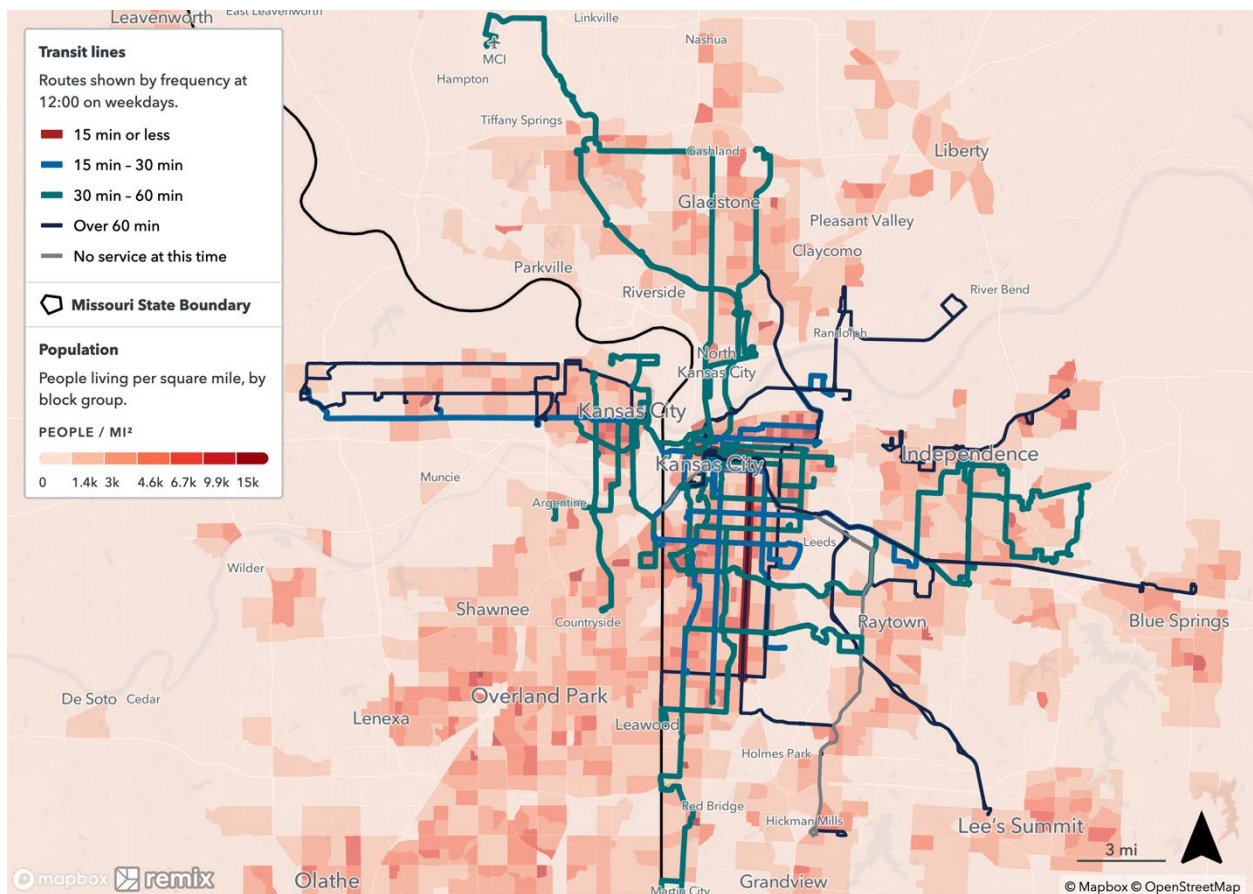 Leavenworth
East Leavenworth
Linkville
Nashua
MCI
Hampton
Tiffany Springs
Gashland
Liberty
Gladstone
Pleasant Valley
Claycomo
Parkville
Riverside
River Bend
Randolph
North
Kansas City
Kansas City
Kansas City
Independence
Muncie
Argentine
Leeds
Wilder
Shawnee
Countryside
Raytown
Blue Springs
De Soto
Cedar
Overland Park
Lenexa
Leawood
Holmes Park
Red Bridge
Hickman Mills
Lee's Summit
Olathe
Martin City
Grandview
Transit lines
Routes shown by frequency at
12:00 on weekdays.
15 min or less
15 min – 30 min
30 min – 60 min
Over 60 min
No service at this time
Missouri State Boundary
Population
People living per square mile, by
block group.
PEOPLE / MI²
0 1.4k 3k 4.6k 6.7k 9.9k 15k
3 mi
mapbox remix
© Mapbox © OpenStreetMap